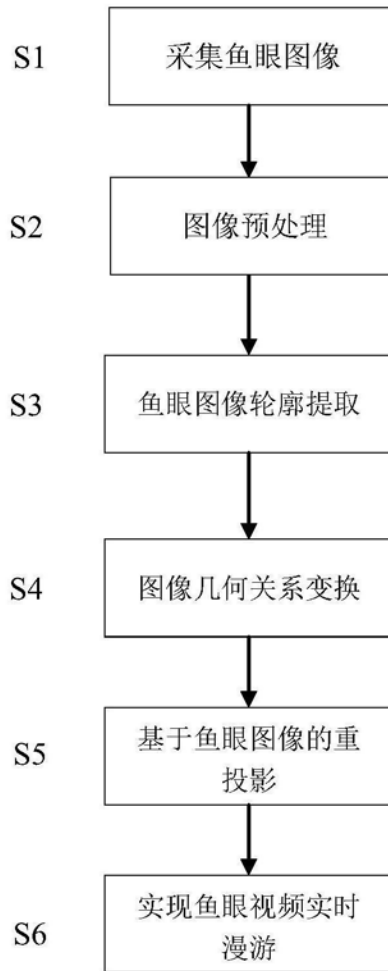 S1
采集鱼眼图像
S2
图像预处理
S3
鱼眼图像轮廓提取
S4
图像几何关系变换
S5
基于鱼眼图像的重
投影
S6
实现鱼眼视频实时
漫游